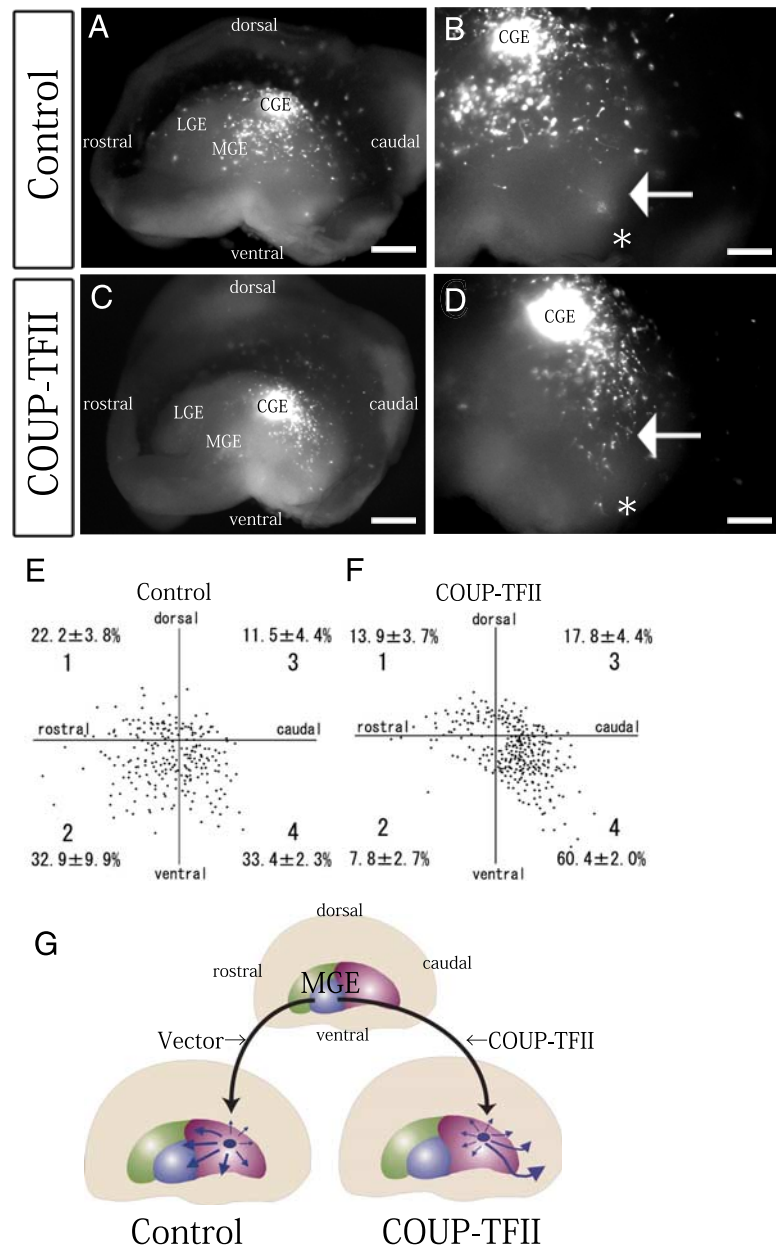 Control
A
dorsal
CGE
LGE
MGE
rostral
caudal
ventral
B
CGE
*
COUP-TFII
C
dorsal
rostral
LGE
CGE
MGE
caudal
ventral
D
CGE
*
E
Control
dorsal
22.2±3.8%
11.5±4.4%
1
3
rostral
caudal
2
4
32.9±9.9%
33.4±2.3%
ventral
F
COUP-TFII
dorsal
13.9±3.7%
17.8±4.4%
1
3
rostral
caudal
2
4
7.8±2.7%
60.4±2.0%
ventral
G
dorsal
rostral
caudal
MGE
ventral
Vector→
←COUP-TFII
Control
COUP-TFII